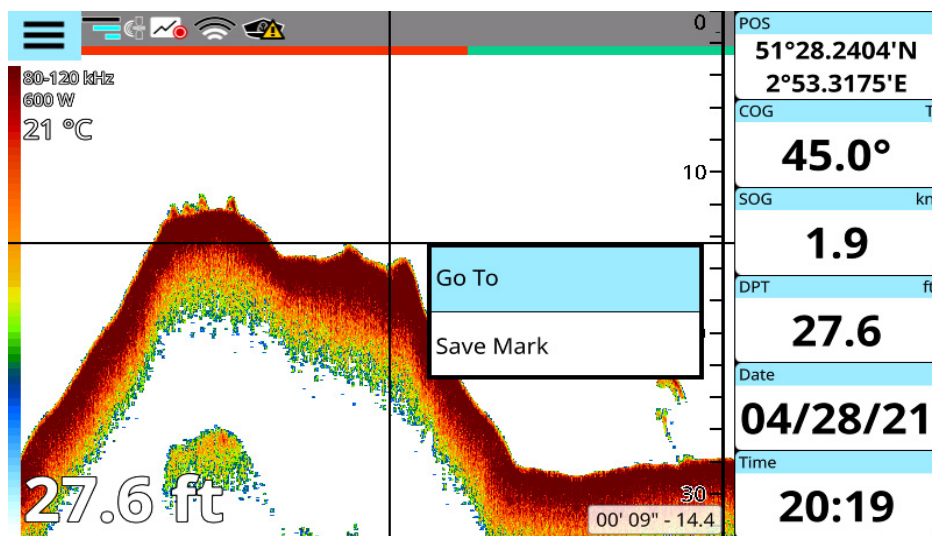 80-120 kHz
600 W
21 °C
0
10
Go To
Save Mark
30
27.6 ft
00' 09" - 14.4
POS
51°28.2404'N
2°53.3175'E
COG T
45.0°
SOG kn
1.9
DPT ft
27.6
Date
04/28/21
Time
20:19